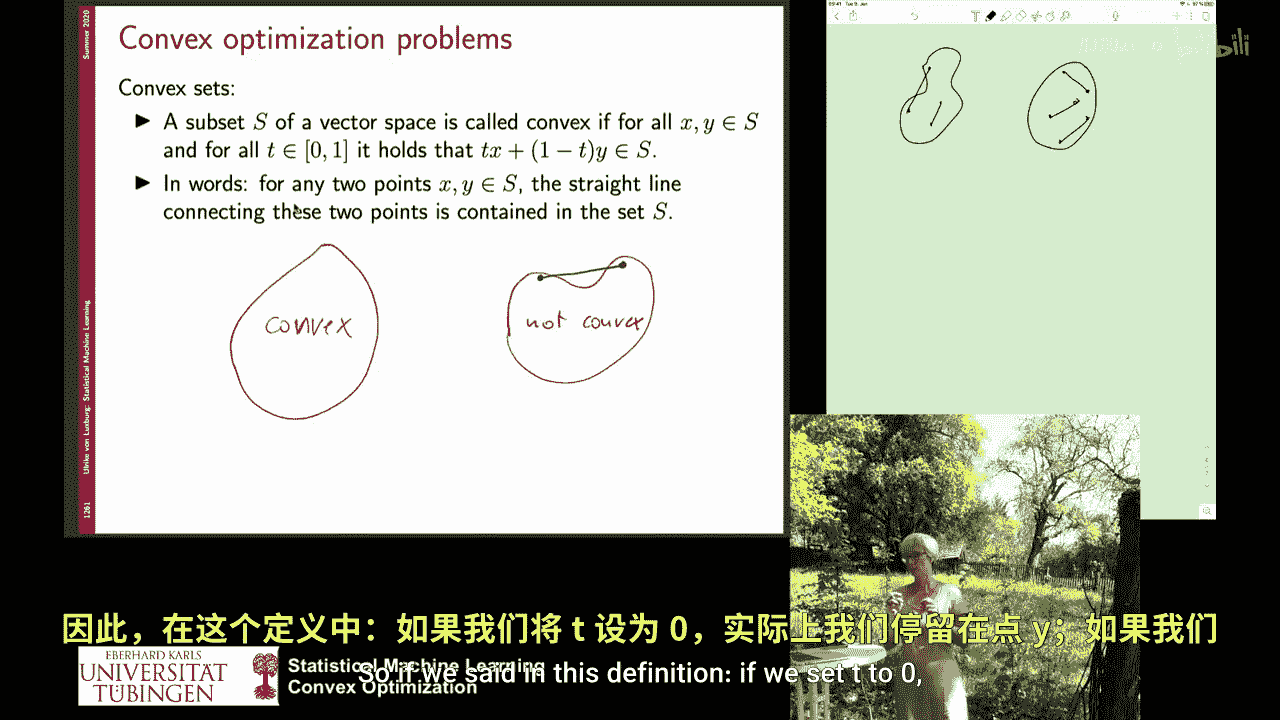 Summer 2020
Convex optimization problems
Convex sets:
▶ A subset S of a vector space is called convex if for all x, y ∈ S
and for all t ∈ [0, 1] it holds that tx + (1 − t)y ∈ S.
▶ In words: for any two points x, y ∈ S, the straight line
connecting these two points is contained in the set S.
convex
not convex
Ulrike von Luxburg: Statistical Machine Learning
1261
bilibili
因此，在这个定义中：如果我们将 t 设为 0，实际上我们停留在点 y；如果我们
So if we said in this definition: if we set t to 0,
EBERHARD KARLS
UNIVERSITÄT
TÜBINGEN
Statistical Machine Learning
Convex Optimization